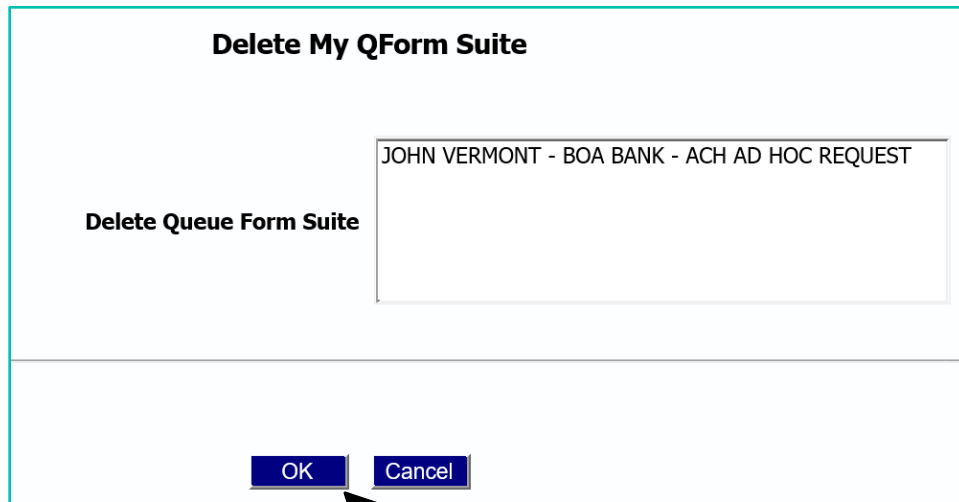 Delete My QForm Suite
JOHN VERMONT - BOA BANK - ACH AD HOC REQUEST
Delete Queue Form Suite
OK Cancel